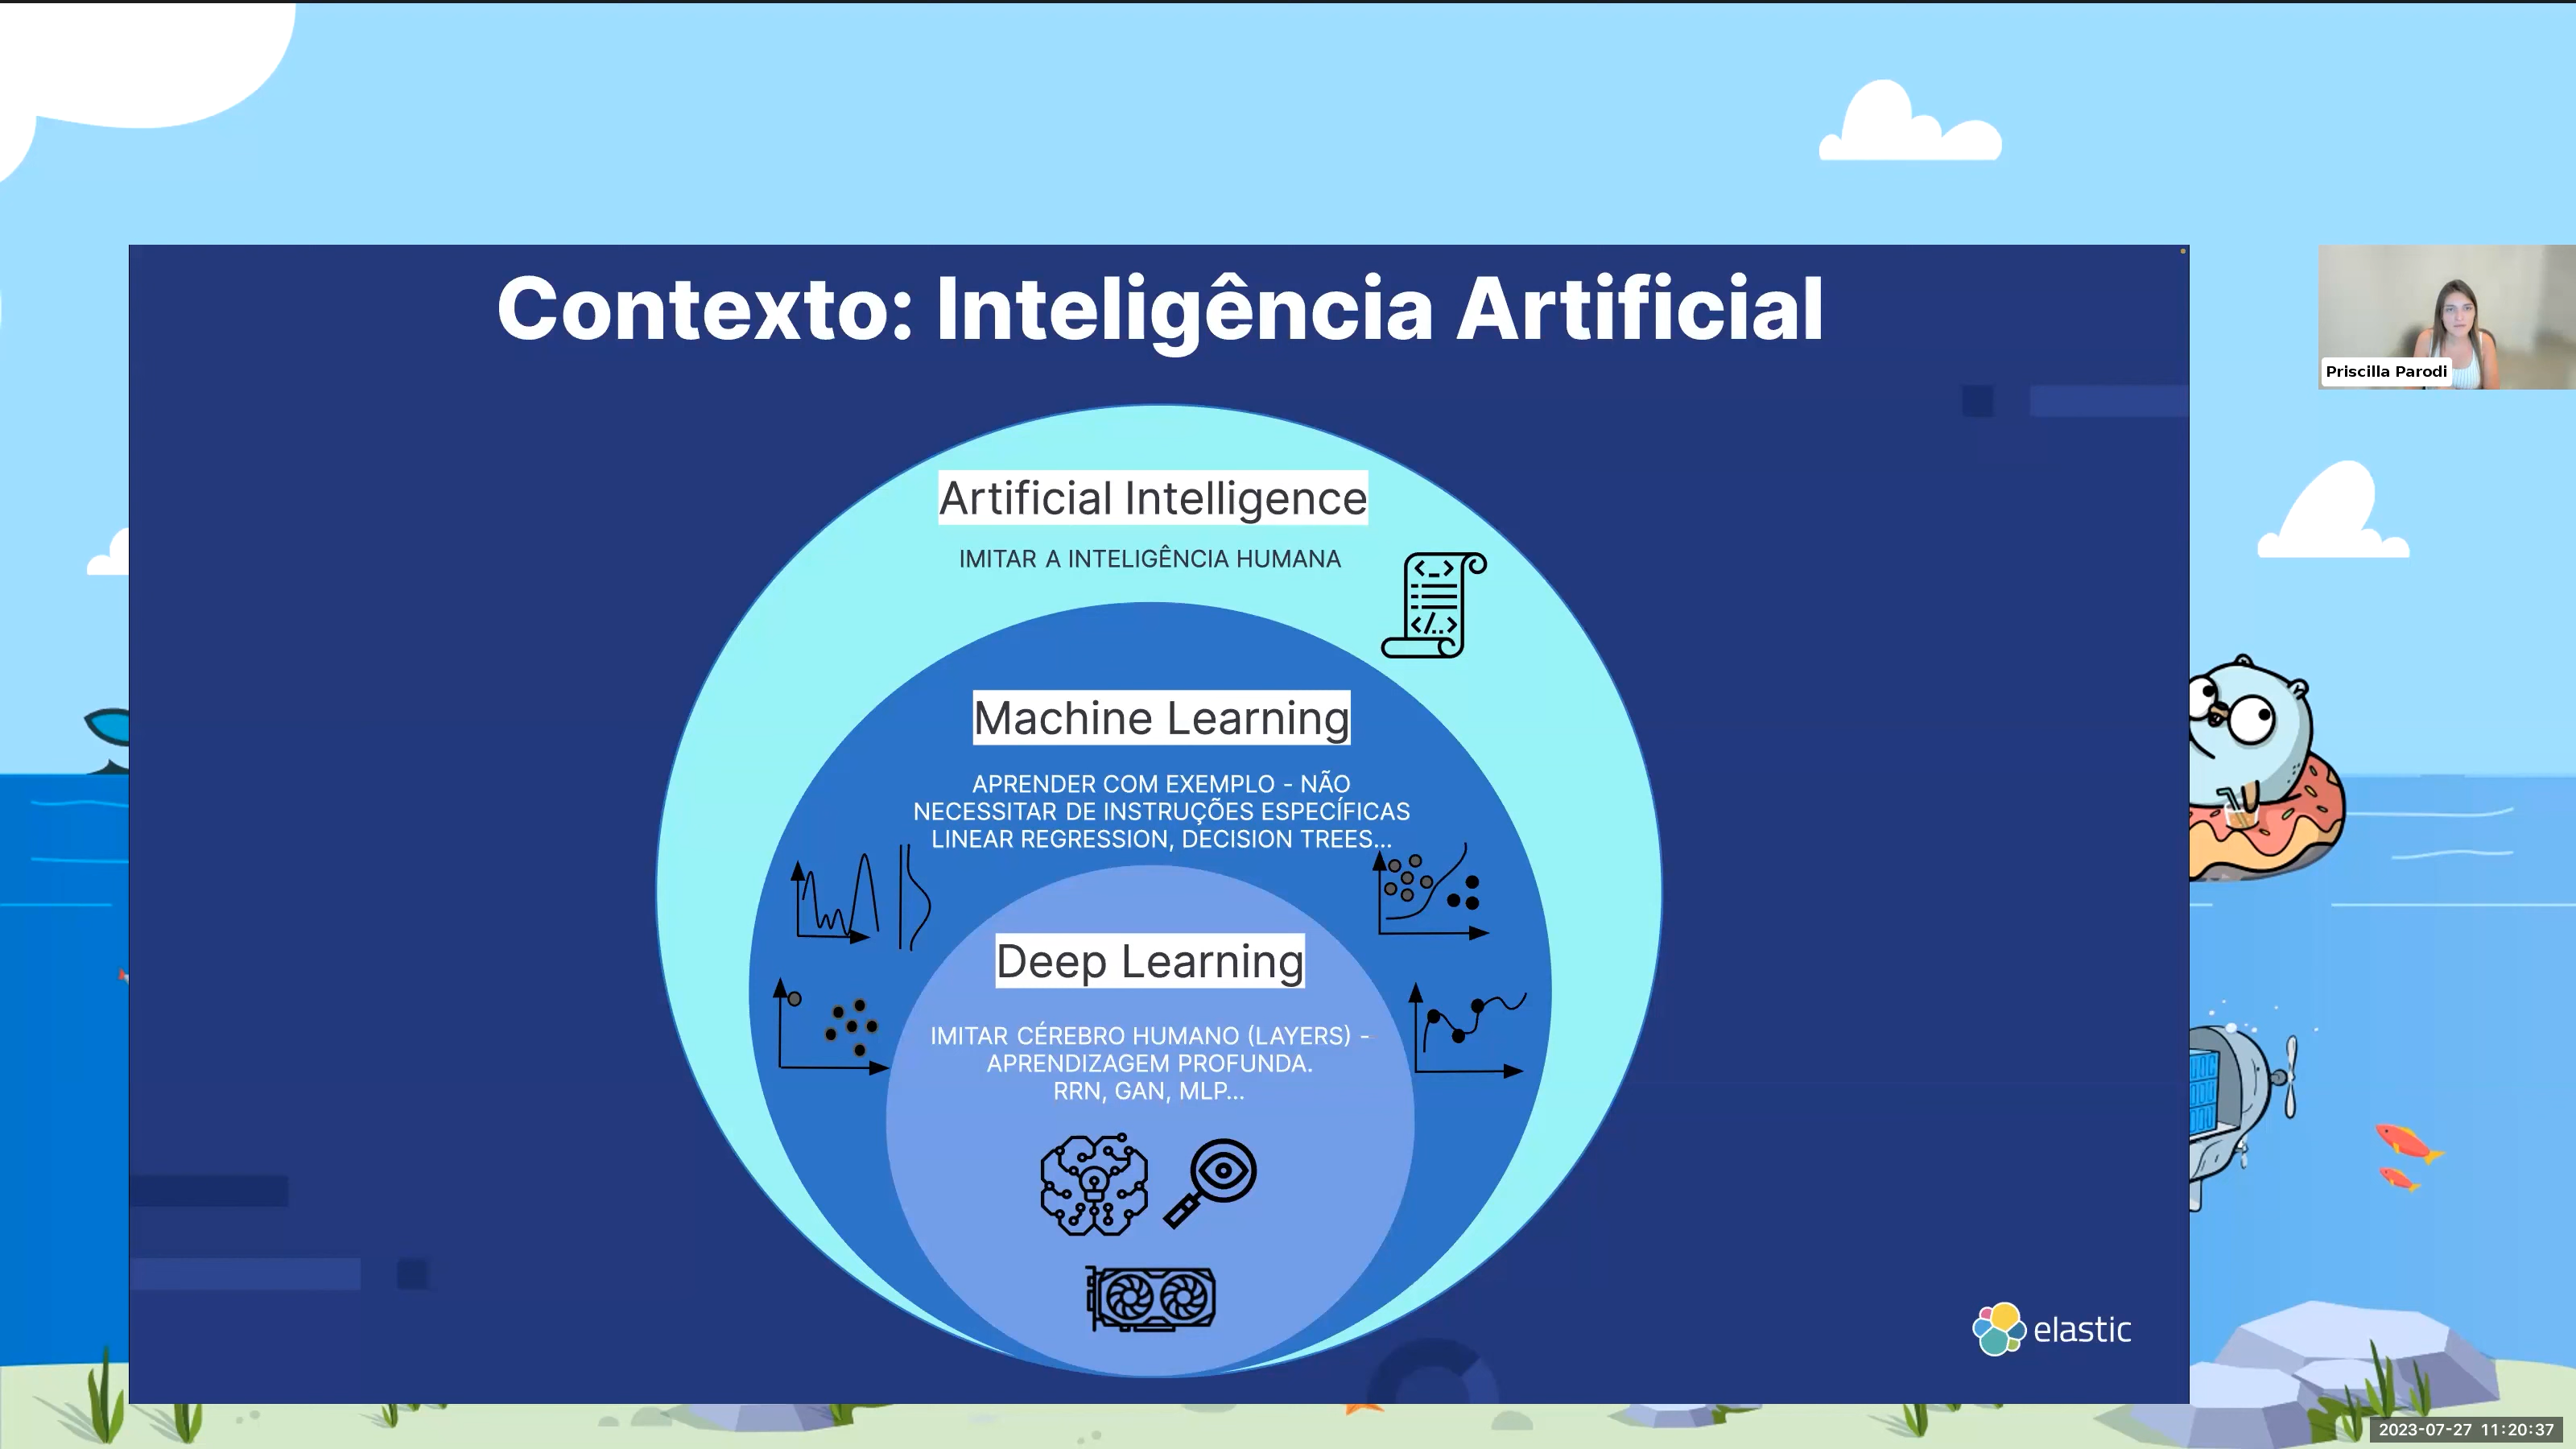 Contexto: Inteligência Artificial
Priscilla Parodi
Artificial Intelligence
IMITAR A INTELIGÊNCIA HUMANA
<_>
</..>
Machine Learning
APRENDER COM EXEMPLO - NÃO
NECESSITAR DE INSTRUÇÕES ESPECÍFICAS
LINEAR REGRESSION, DECISION TREES...
Deep Learning
IMITAR CÉREBRO HUMANO (LAYERS) -
APRENDIZAGEM PROFUNDA.
RRN, GAN, MLP...
elastic
2023-07-27 11:20:37